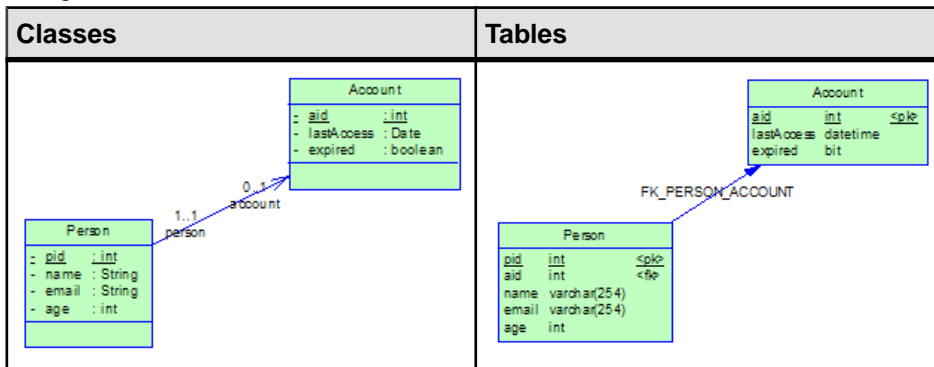 Classes
Tables
Account
- aid : int
- lastAccess : Date
- expired : boolean
0..1
account
1..1
person
Person
- pid : int
- name : String
- email : String
- age : int
Account
aid int <pk>
lastAccess datetime
expired bit
FK_PERSON_ACCOUNT
Person
pid int <pk>
aid int <fk>
name varchar(254)
email varchar(254)
age int